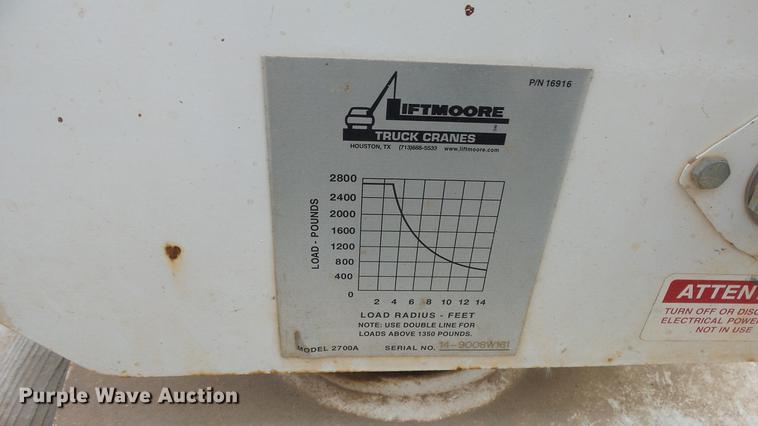 P/N 16916
LIFTMOORE
TRUCK CRANES
HOUSTON, TX (713)688-5533 www.liftmoore.com
LOAD - POUNDS
2800
2400
2000
1600
1200
800
400
0
2 4 6 8 10 12 14
LOAD RADIUS - FEET
NOTE: USE DOUBLE LINE FOR
LOADS ABOVE 1350 POUNDS.
MODEL 2700A SERIAL NO. 14-9008W161
ATTENT
TURN OFF OR DISC
ELECTRICAL POWE
NOT IN USE
Purple Wave Auction